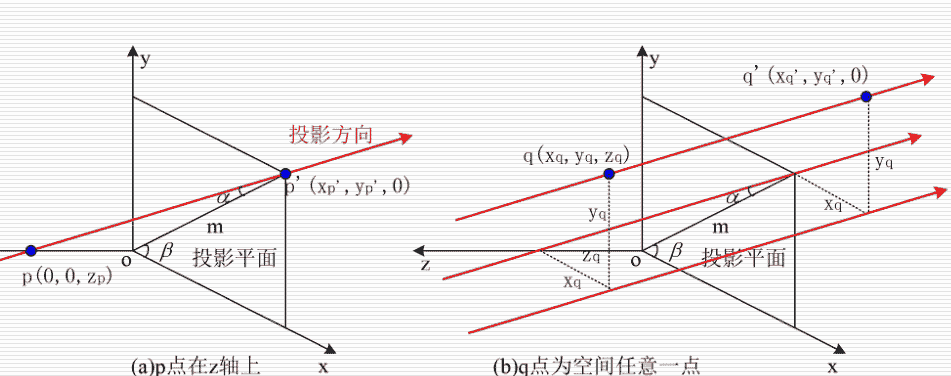 y
投影方向
p' (xp', yp', 0)
α
m
β
o
投影平面
p(0, 0, zp)
x
(a)p点在z轴上
y
q' (xq', yq', 0)
q(xq, yq, zq)
yq
α
yq
xq
m
β
z
zq
o
投影平面
xq
x
(b)q点为空间任意一点